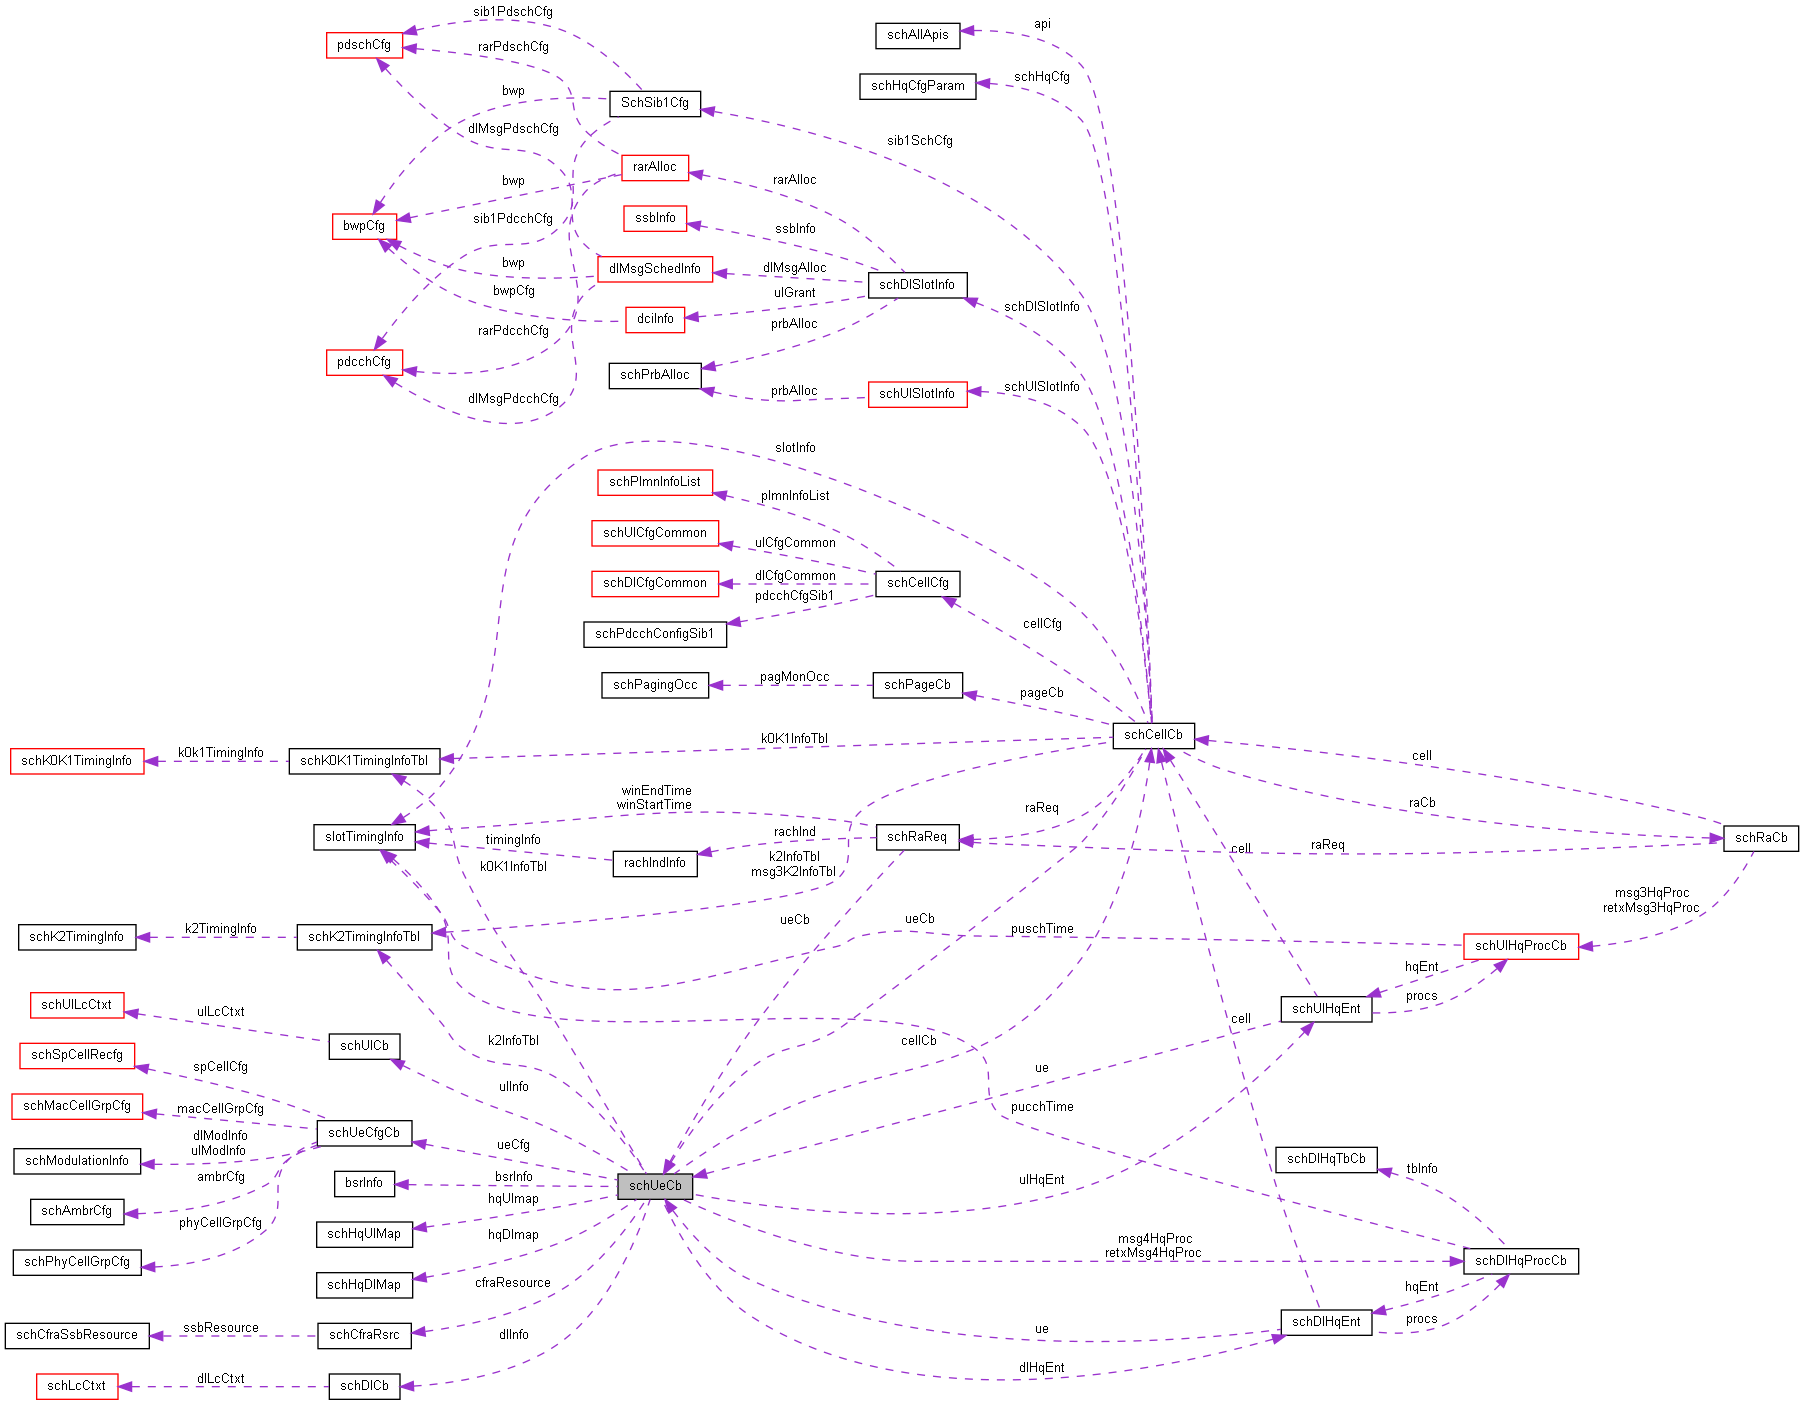 sib1PdschCfg
api
schAllApis
pdschCfg
rarPdschCfg
schHqCfg
schHqCfgParam
bwp
SchSib1Cfg
dlMsgPdschCfg
sib1SchCfg
rarAlloc
bwp
rarAlloc
sib1PdcchCfg
ssbInfo
bwpCfg
ssbInfo
bwp
dlMsgSchedInfo
dlMsgAlloc
schDlSlotInfo
bwpCfg
ulGrant
schDlSlotInfo
dciInfo
prbAlloc
rarPdcchCfg
pdcchCfg
schPrbAlloc
dlMsgPdcchCfg
prbAlloc
schUlSlotInfo
schUlSlotInfo
slotInfo
schPlmnInfoList
plmnInfoList
schUlCfgCommon
ulCfgCommon
schDlCfgCommon
dlCfgCommon
schCellCfg
pdcchCfgSib1
schPdcchConfigSib1
cellCfg
schPagingOcc
pagMonOcc
schPageCb
pageCb
schCellCb
k0K1InfoTbl
schK0K1TimingInfo
k0k1TimingInfo
schK0K1TimingInfoTbl
cell
winEndTime
winStartTime
raReq
raCb
slotTimingInfo
timingInfo
rachInd
schRaReq
schRaCb
raReq
cell
k0K1InfoTbl
rachIndInfo
k2InfoTbl
msg3K2InfoTbl
msg3HqProc
retxMsg3HqProc
ueCb
ueCb
puschTime
schK2TimingInfo
k2TimingInfo
schK2TimingInfoTbl
schUlHqProcCb
hqEnt
procs
schUlLcCtxt
ulLcCtxt
schUlHqEnt
cell
schUlCb
k2InfoTbl
cellCb
schSpCellRecfg
spCellCfg
ulInfo
ue
schMacCellGrpCfg
macCellGrpCfg
pucchTime
schUeCfgCb
dlModInfo
ulModInfo
ueCfg
schModulationInfo
schDlHqTbCb
tbInfo
ambrCfg
bsrInfo
bsrInfo
schUeCb
ulHqEnt
schAmbrCfg
hqUlmap
phyCellGrpCfg
schHqUlMap
hqDlmap
msg4HqProc
retxMsg4HqProc
schPhyCellGrpCfg
schDlHqProcCb
schHqDlMap
cfraResource
hqEnt
procs
schCfraSsbResource
ssbResource
schCfraRsrc
dlInfo
ue
schDlHqEnt
dlHqEnt
schLcCtxt
dlLcCtxt
schDlCb